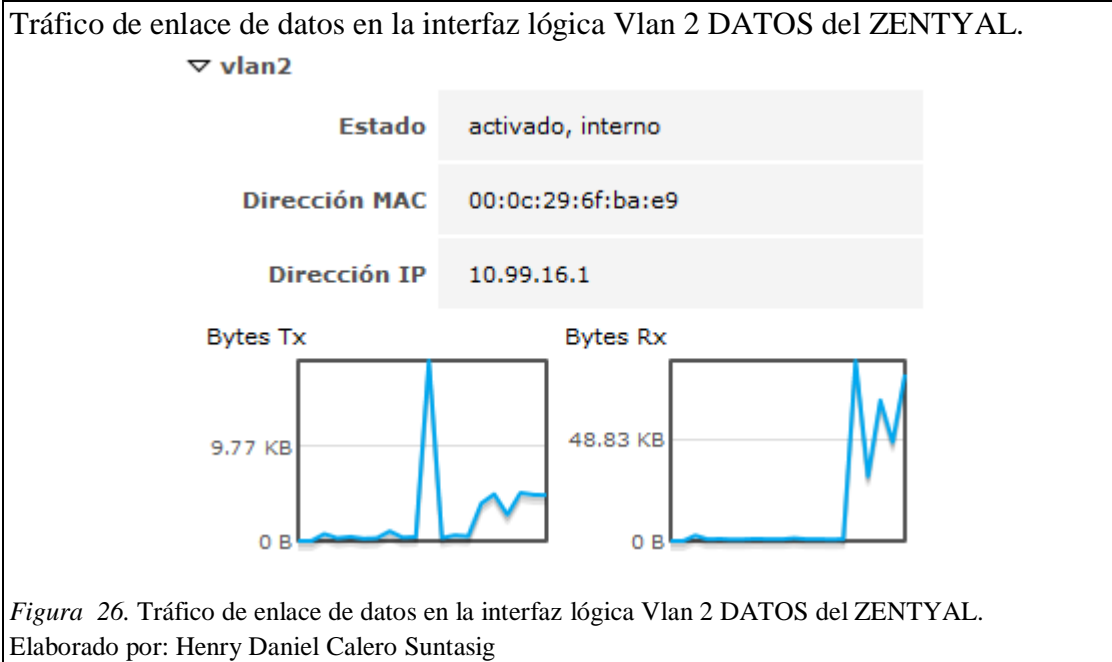 Tráfico de enlace de datos en la interfaz lógica Vlan 2 DATOS del ZENTYAL.
vlan2
Estado activado, interno
Dirección MAC 00:0c:29:6f:ba:e9
Dirección IP 10.99.16.1
Bytes Tx Bytes Rx
9.77 KB 48.83 KB
0 B 0 B
Figura 26. Tráfico de enlace de datos en la interfaz lógica Vlan 2 DATOS del ZENTYAL.
Elaborado por: Henry Daniel Calero Suntasig